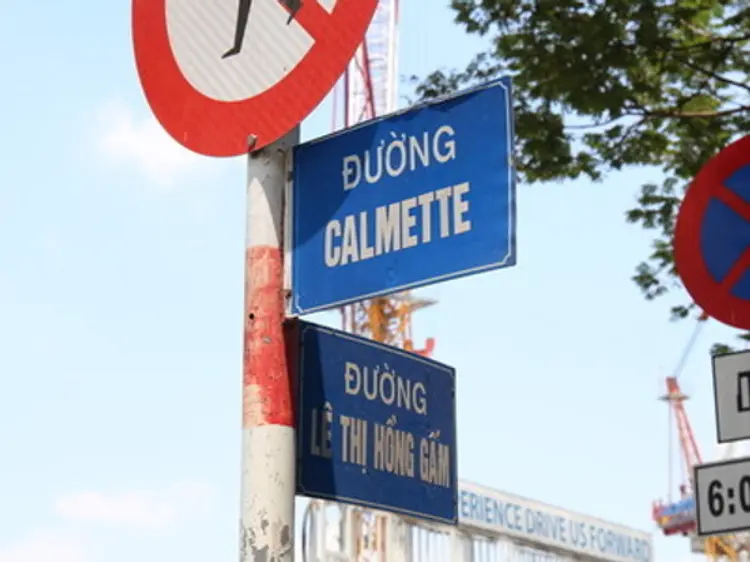 ĐƯỜNG
CALMETTE
ĐƯỜNG
LÊ THỊ HỒNG GẤM
ERIENCE DRIVE US FORWARD
6:0